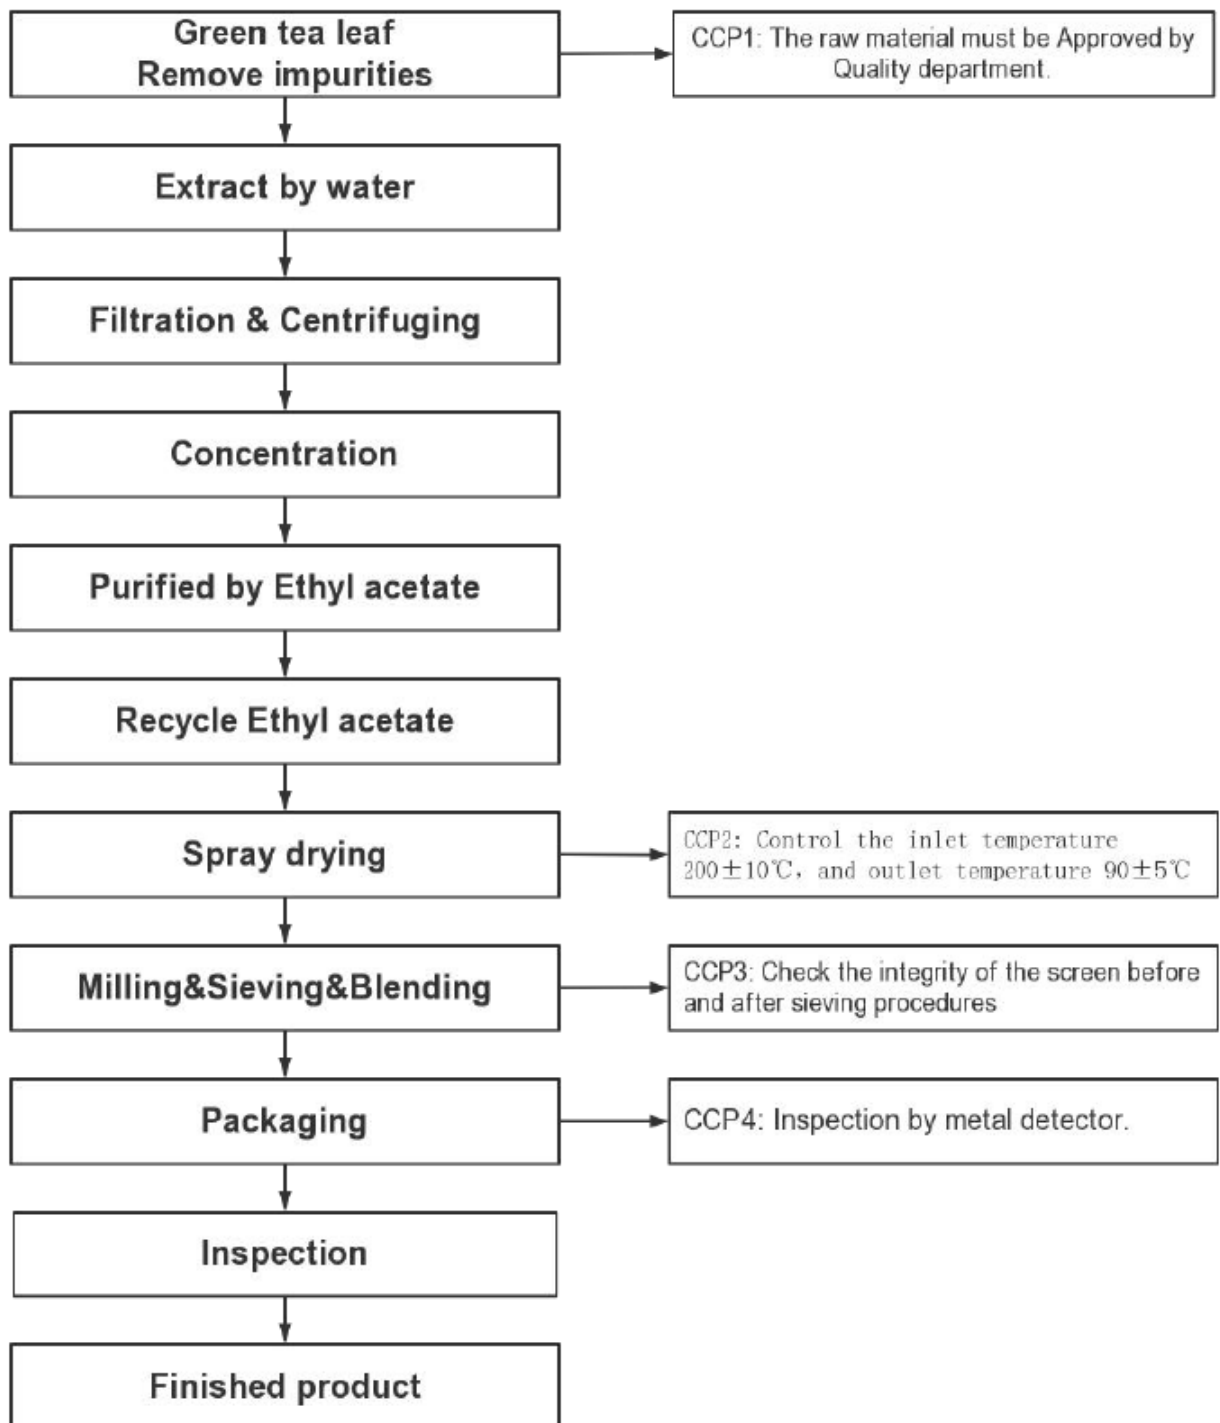 Green tea leaf
Remove impurities
CCP1: The raw material must be Approved by
Quality department.
Extract by water
Filtration & Centrifuging
Concentration
Purified by Ethyl acetate
Recycle Ethyl acetate
Spray drying
CCP2: Control the inlet temperature
200±10℃, and outlet temperature 90±5℃
Milling&Sieving&Blending
CCP3: Check the integrity of the screen before
and after sieving procedures
Packaging
CCP4: Inspection by metal detector.
Inspection
Finished product